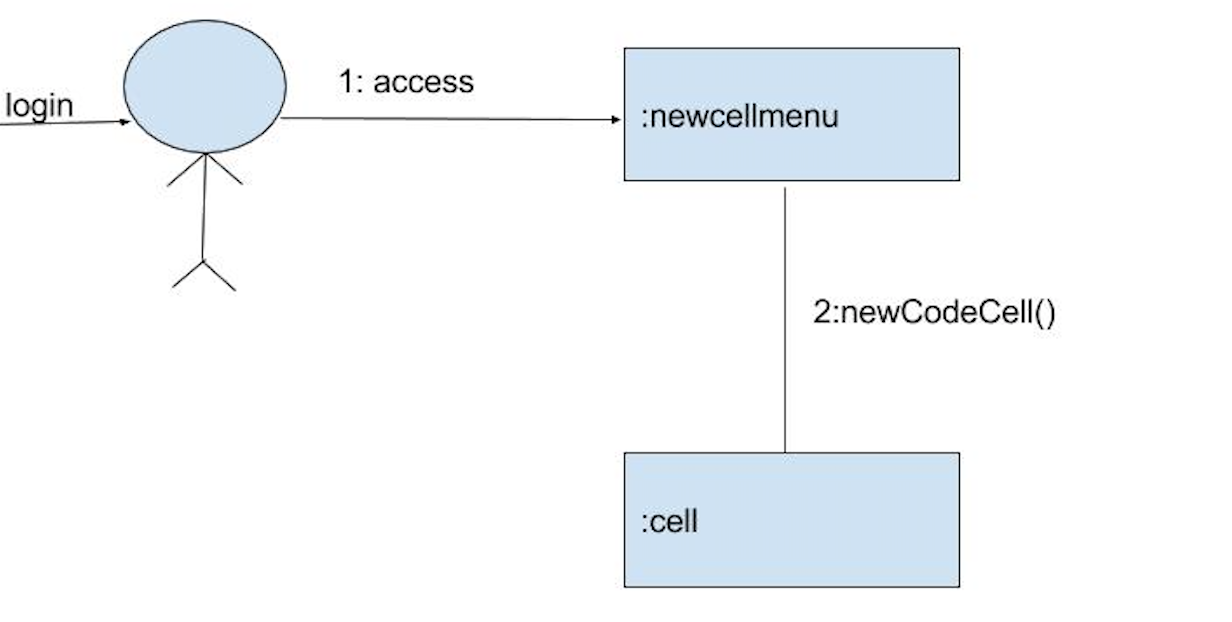 login
1: access
:newcellmenu
2:newCodeCell()
:cell